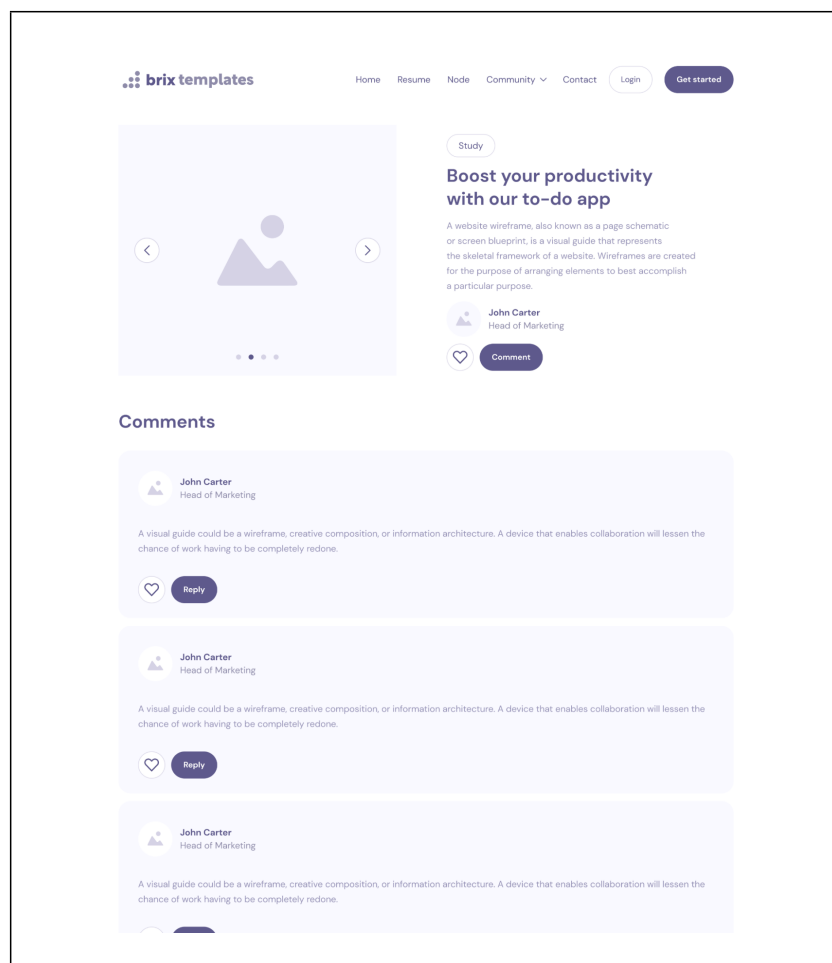 brix templates
Home Resume Node Community Contact Login Get started
Study
Boost your productivity
with our to-do app
A website wireframe, also known as a page schematic
or screen blueprint, is a visual guide that represents
the skeletal framework of a website. Wireframes are created
for the purpose of arranging elements to best accomplish
a particular purpose.
John Carter
Head of Marketing
Comment
Comments
John Carter
Head of Marketing
A visual guide could be a wireframe, creative composition, or information architecture. A device that enables collaboration will lessen the
chance of work having to be completely redone.
Reply
John Carter
Head of Marketing
A visual guide could be a wireframe, creative composition, or information architecture. A device that enables collaboration will lessen the
chance of work having to be completely redone.
Reply
John Carter
Head of Marketing
A visual guide could be a wireframe, creative composition, or information architecture. A device that enables collaboration will lessen the
chance of work having to be completely redone.